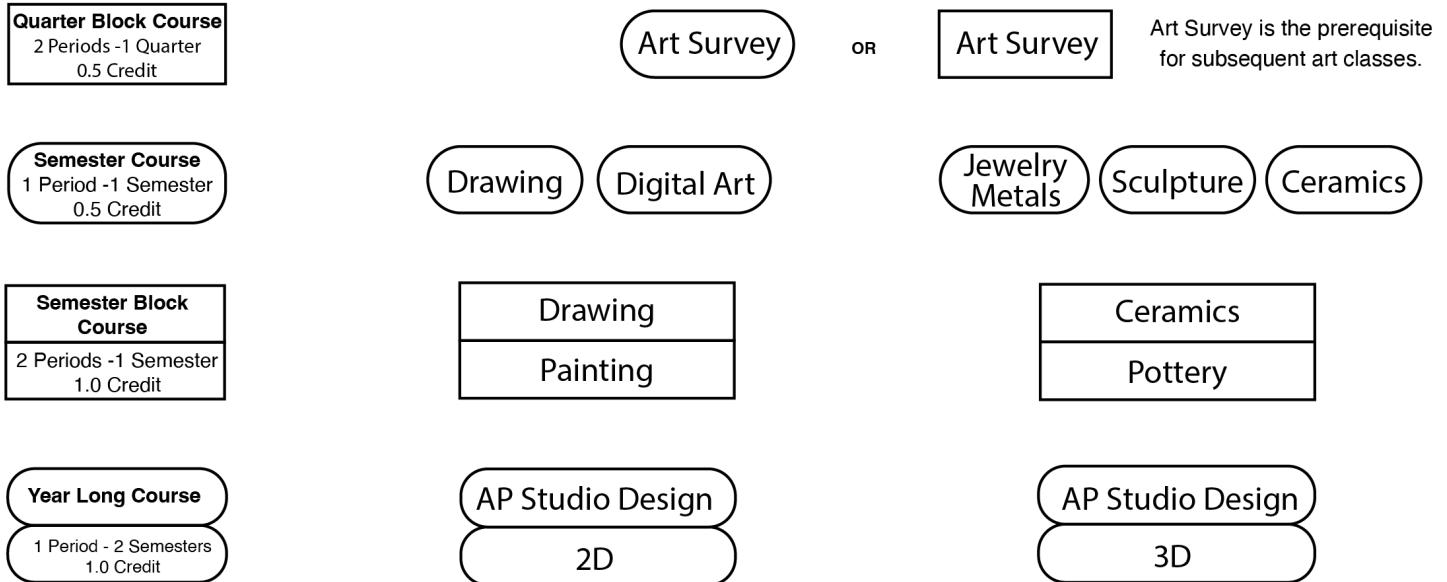 Quarter Block Course
2 Periods -1 Quarter
0.5 Credit
Art Survey
OR
Art Survey
Art Survey is the prerequisite
for subsequent art classes.
Semester Course
1 Period -1 Semester
0.5 Credit
Drawing
Digital Art
Jewelry
Metals
Sculpture
Ceramics
Semester Block
Course
2 Periods -1 Semester
1.0 Credit
Drawing
Painting
Ceramics
Pottery
Year Long Course
1 Period - 2 Semesters
1.0 Credit
AP Studio Design
2D
AP Studio Design
3D